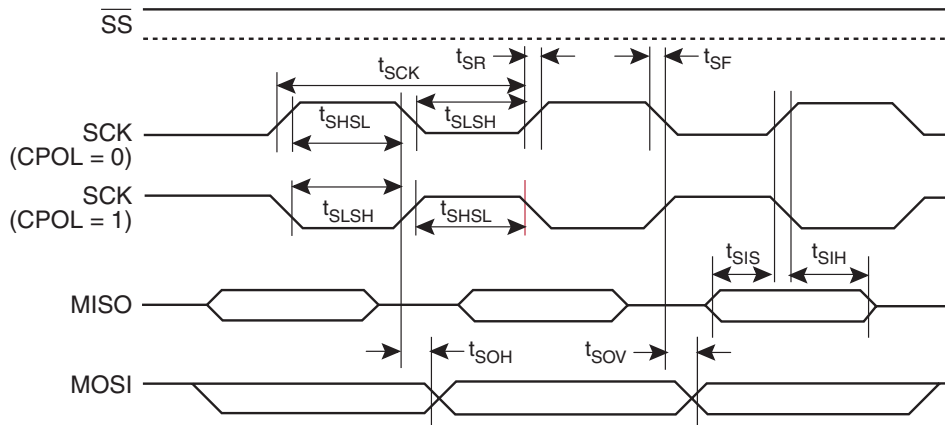 SS
tSR
tSF
tSCK
tSHSL
tSLSH
SCK
(CPOL = 0)
SCK
(CPOL = 1)
tSLSH
tSHSL
tSIS
tSIH
MISO
tSOH
tSOV
MOSI